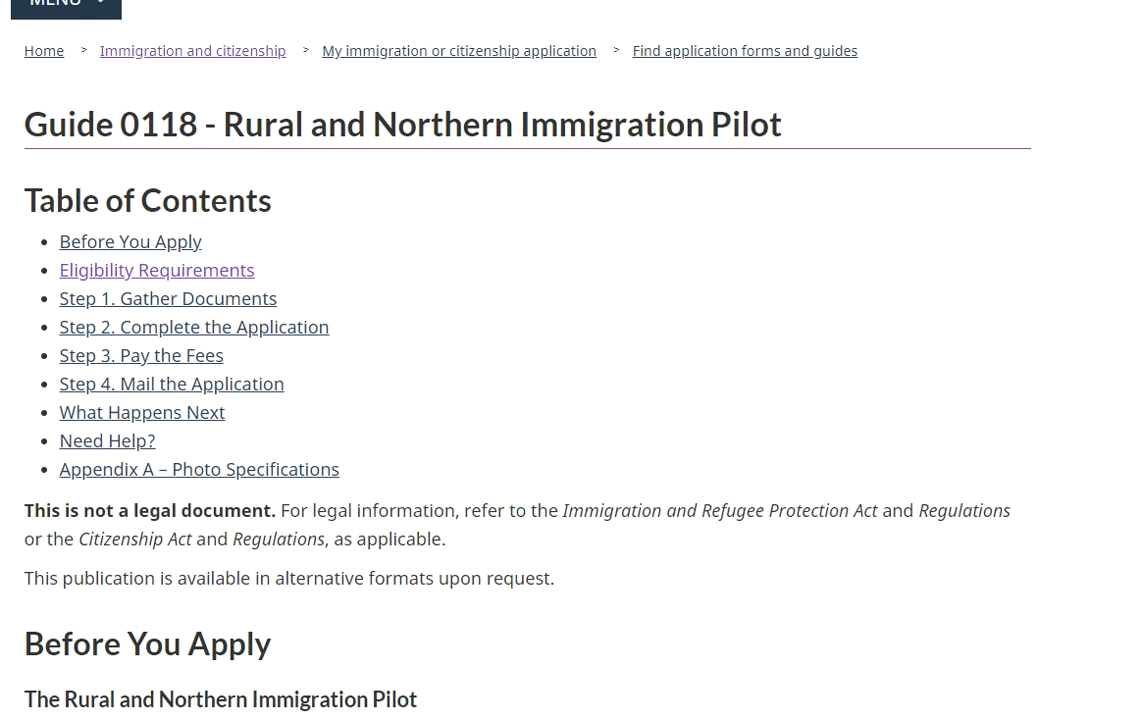 MENU
Home > Immigration and citizenship > My immigration or citizenship application > Find application forms and guides
Guide 0118 - Rural and Northern Immigration Pilot
Table of Contents
• Before You Apply
• Eligibility Requirements
• Step 1. Gather Documents
• Step 2. Complete the Application
• Step 3. Pay the Fees
• Step 4. Mail the Application
• What Happens Next
• Need Help?
• Appendix A – Photo Specifications
This is not a legal document. For legal information, refer to the Immigration and Refugee Protection Act and Regulations
or the Citizenship Act and Regulations, as applicable.
This publication is available in alternative formats upon request.
Before You Apply
The Rural and Northern Immigration Pilot